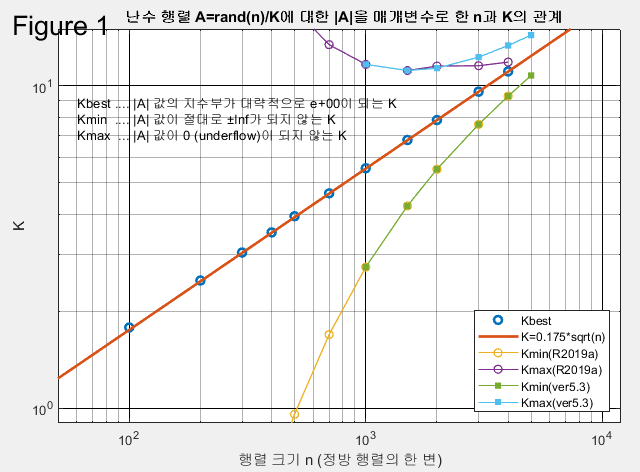 Figure 1
난수 행렬 A=rand(n)/K에 대한 |A|을 매개변수로 한 n과 K의 관계
10¹
Kbest .... |A| 값의 지수부가 대략적으로 e+00이 되는 K
Kmin .... |A| 값이 절대로 ±Inf가 되지 않는 K
Kmax ... |A| 값이 0 (underflow)이 되지 않는 K
K
Kbest
K=0.175*sqrt(n)
Kmin(R2019a)
Kmax(R2019a)
Kmin(ver5.3)
Kmax(ver5.3)
10⁰
10² 10³ 10⁴
행렬 크기 n (정방 행렬의 한 변)